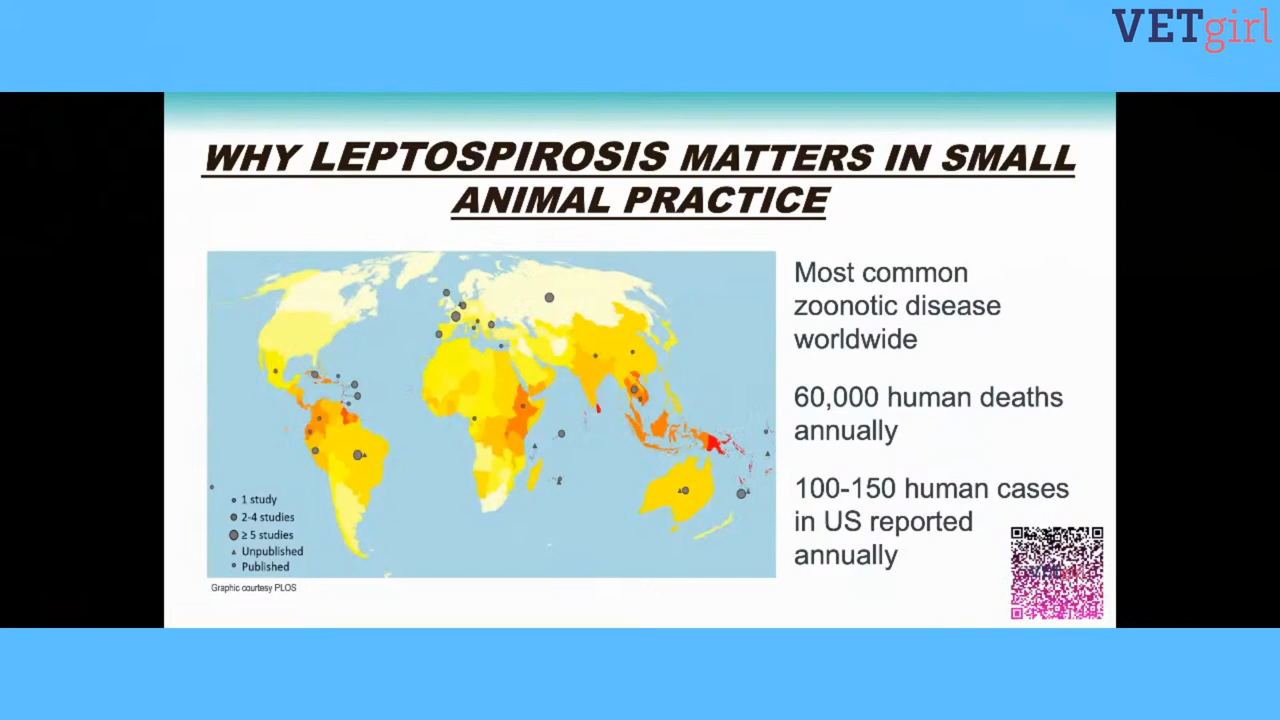 VETgirl
WHY LEPTOSPIROSIS MATTERS IN SMALL
ANIMAL PRACTICE
Most common
zoonotic disease
worldwide
60,000 human deaths
annually
100-150 human cases
in US reported
annually
1 study
2-4 studies
≥ 5 studies
Unpublished
Published
Graphic courtesy PLOS